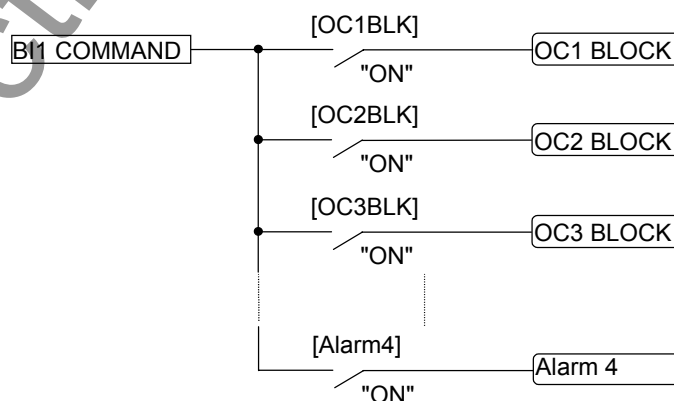 [OC1BLK]
BI1 COMMAND
OC1 BLOCK
"ON"
[OC2BLK]
OC2 BLOCK
"ON"
[OC3BLK]
OC3 BLOCK
"ON"
[Alarm4]
Alarm 4
"ON"